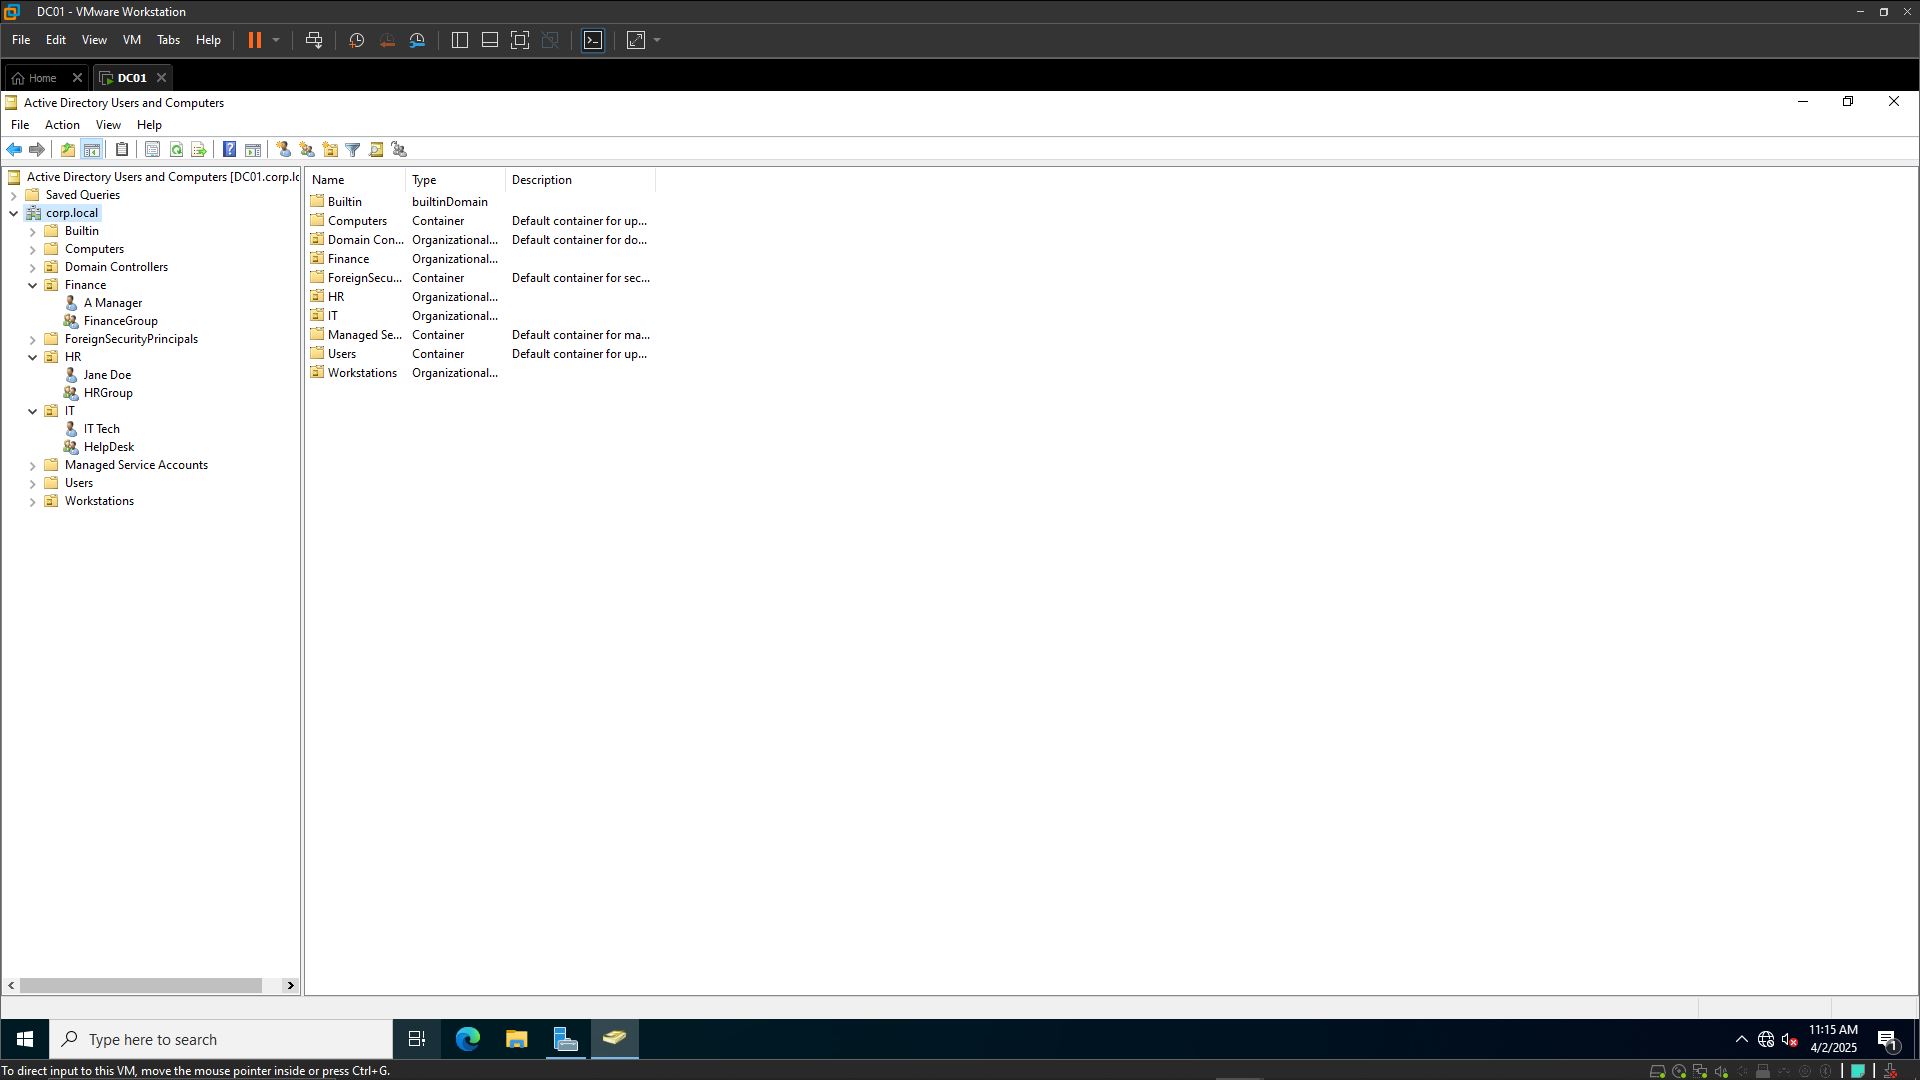 DC01 - VMware Workstation
File Edit View VM Tabs Help
Home DC01
Active Directory Users and Computers
File Action View Help
Active Directory Users and Computers [DC01.corp.lo
Saved Queries
corp.local
Builtin
Computers
Domain Controllers
Finance
A Manager
FinanceGroup
ForeignSecurityPrincipals
HR
Jane Doe
HRGroup
IT
IT Tech
HelpDesk
Managed Service Accounts
Users
Workstations
Name Type Description
Builtin builtinDomain
Computers Container Default container for up...
Domain Con... Organizational...  Default container for do...
Finance Organizational...
ForeignSecu... Container Default container for sec...
HR Organizational...
IT Organizational...
Managed Se... Container Default container for ma...
Users Container Default container for up...
Workstations Organizational...
Type here to search
11:15 AM
4/2/2025
1
To direct input to this VM, move the mouse pointer inside or press Ctrl+G.